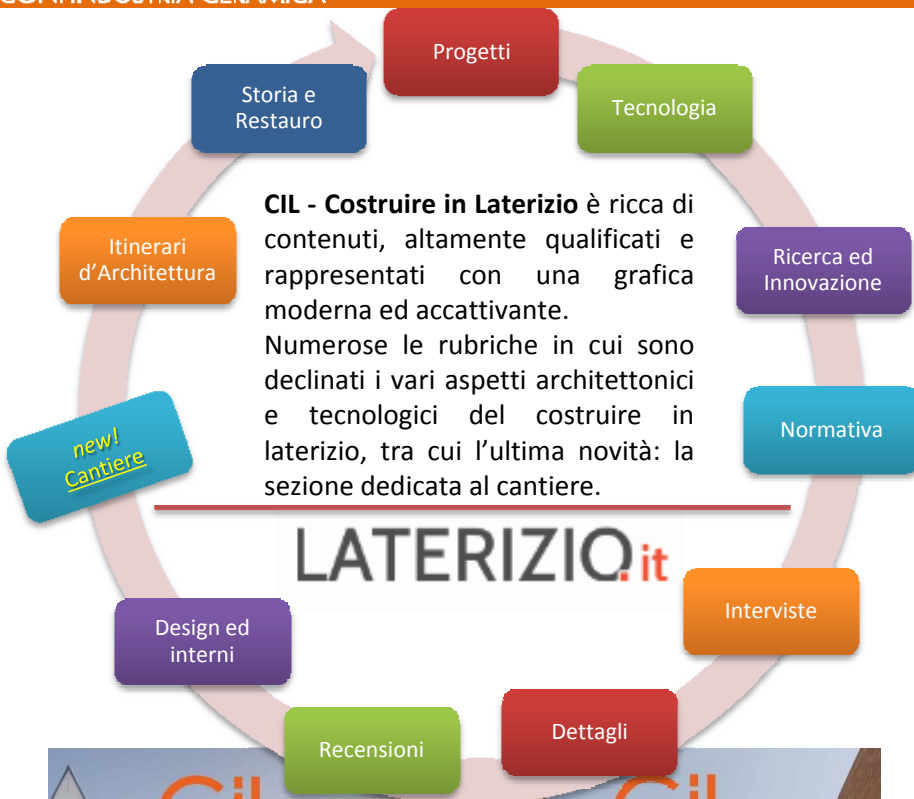 CONFINDUSTRIA CERAMICA
Progetti
Storia e
Restauro
Tecnologia
CIL - Costruire in Laterizio è ricca di
contenuti, altamente qualificati e
rappresentati con una grafica
moderna ed accattivante.
Numerose le rubriche in cui sono
declinati i vari aspetti architettonici
e tecnologici del costruire in
laterizio, tra cui l’ultima novità: la
sezione dedicata al cantiere.
Itinerari
d’Architettura
Ricerca ed
Innovazione
new!
Cantiere
Normativa
LATERIZIO.it
Interviste
Design ed
interni
Dettagli
Recensioni
CiL
CiL